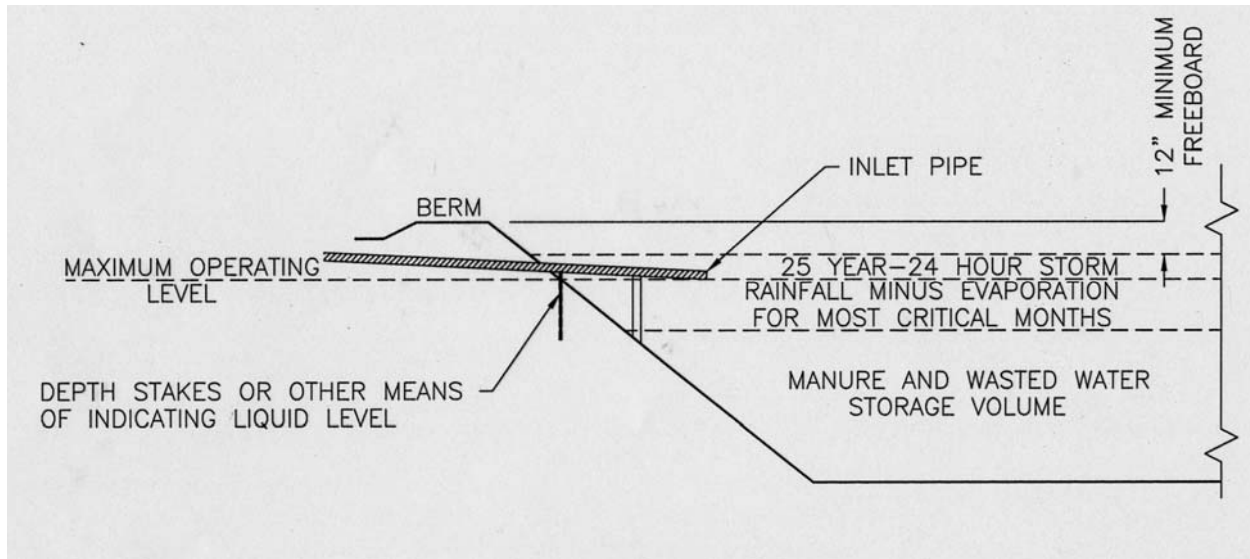 12" MINIMUM
FREEBOARD
INLET PIPE
BERM
MAXIMUM OPERATING
LEVEL
25 YEAR-24 HOUR STORM
RAINFALL MINUS EVAPORATION
FOR MOST CRITICAL MONTHS
DEPTH STAKES OR OTHER MEANS
OF INDICATING LIQUID LEVEL
MANURE AND WASTED WATER
STORAGE VOLUME